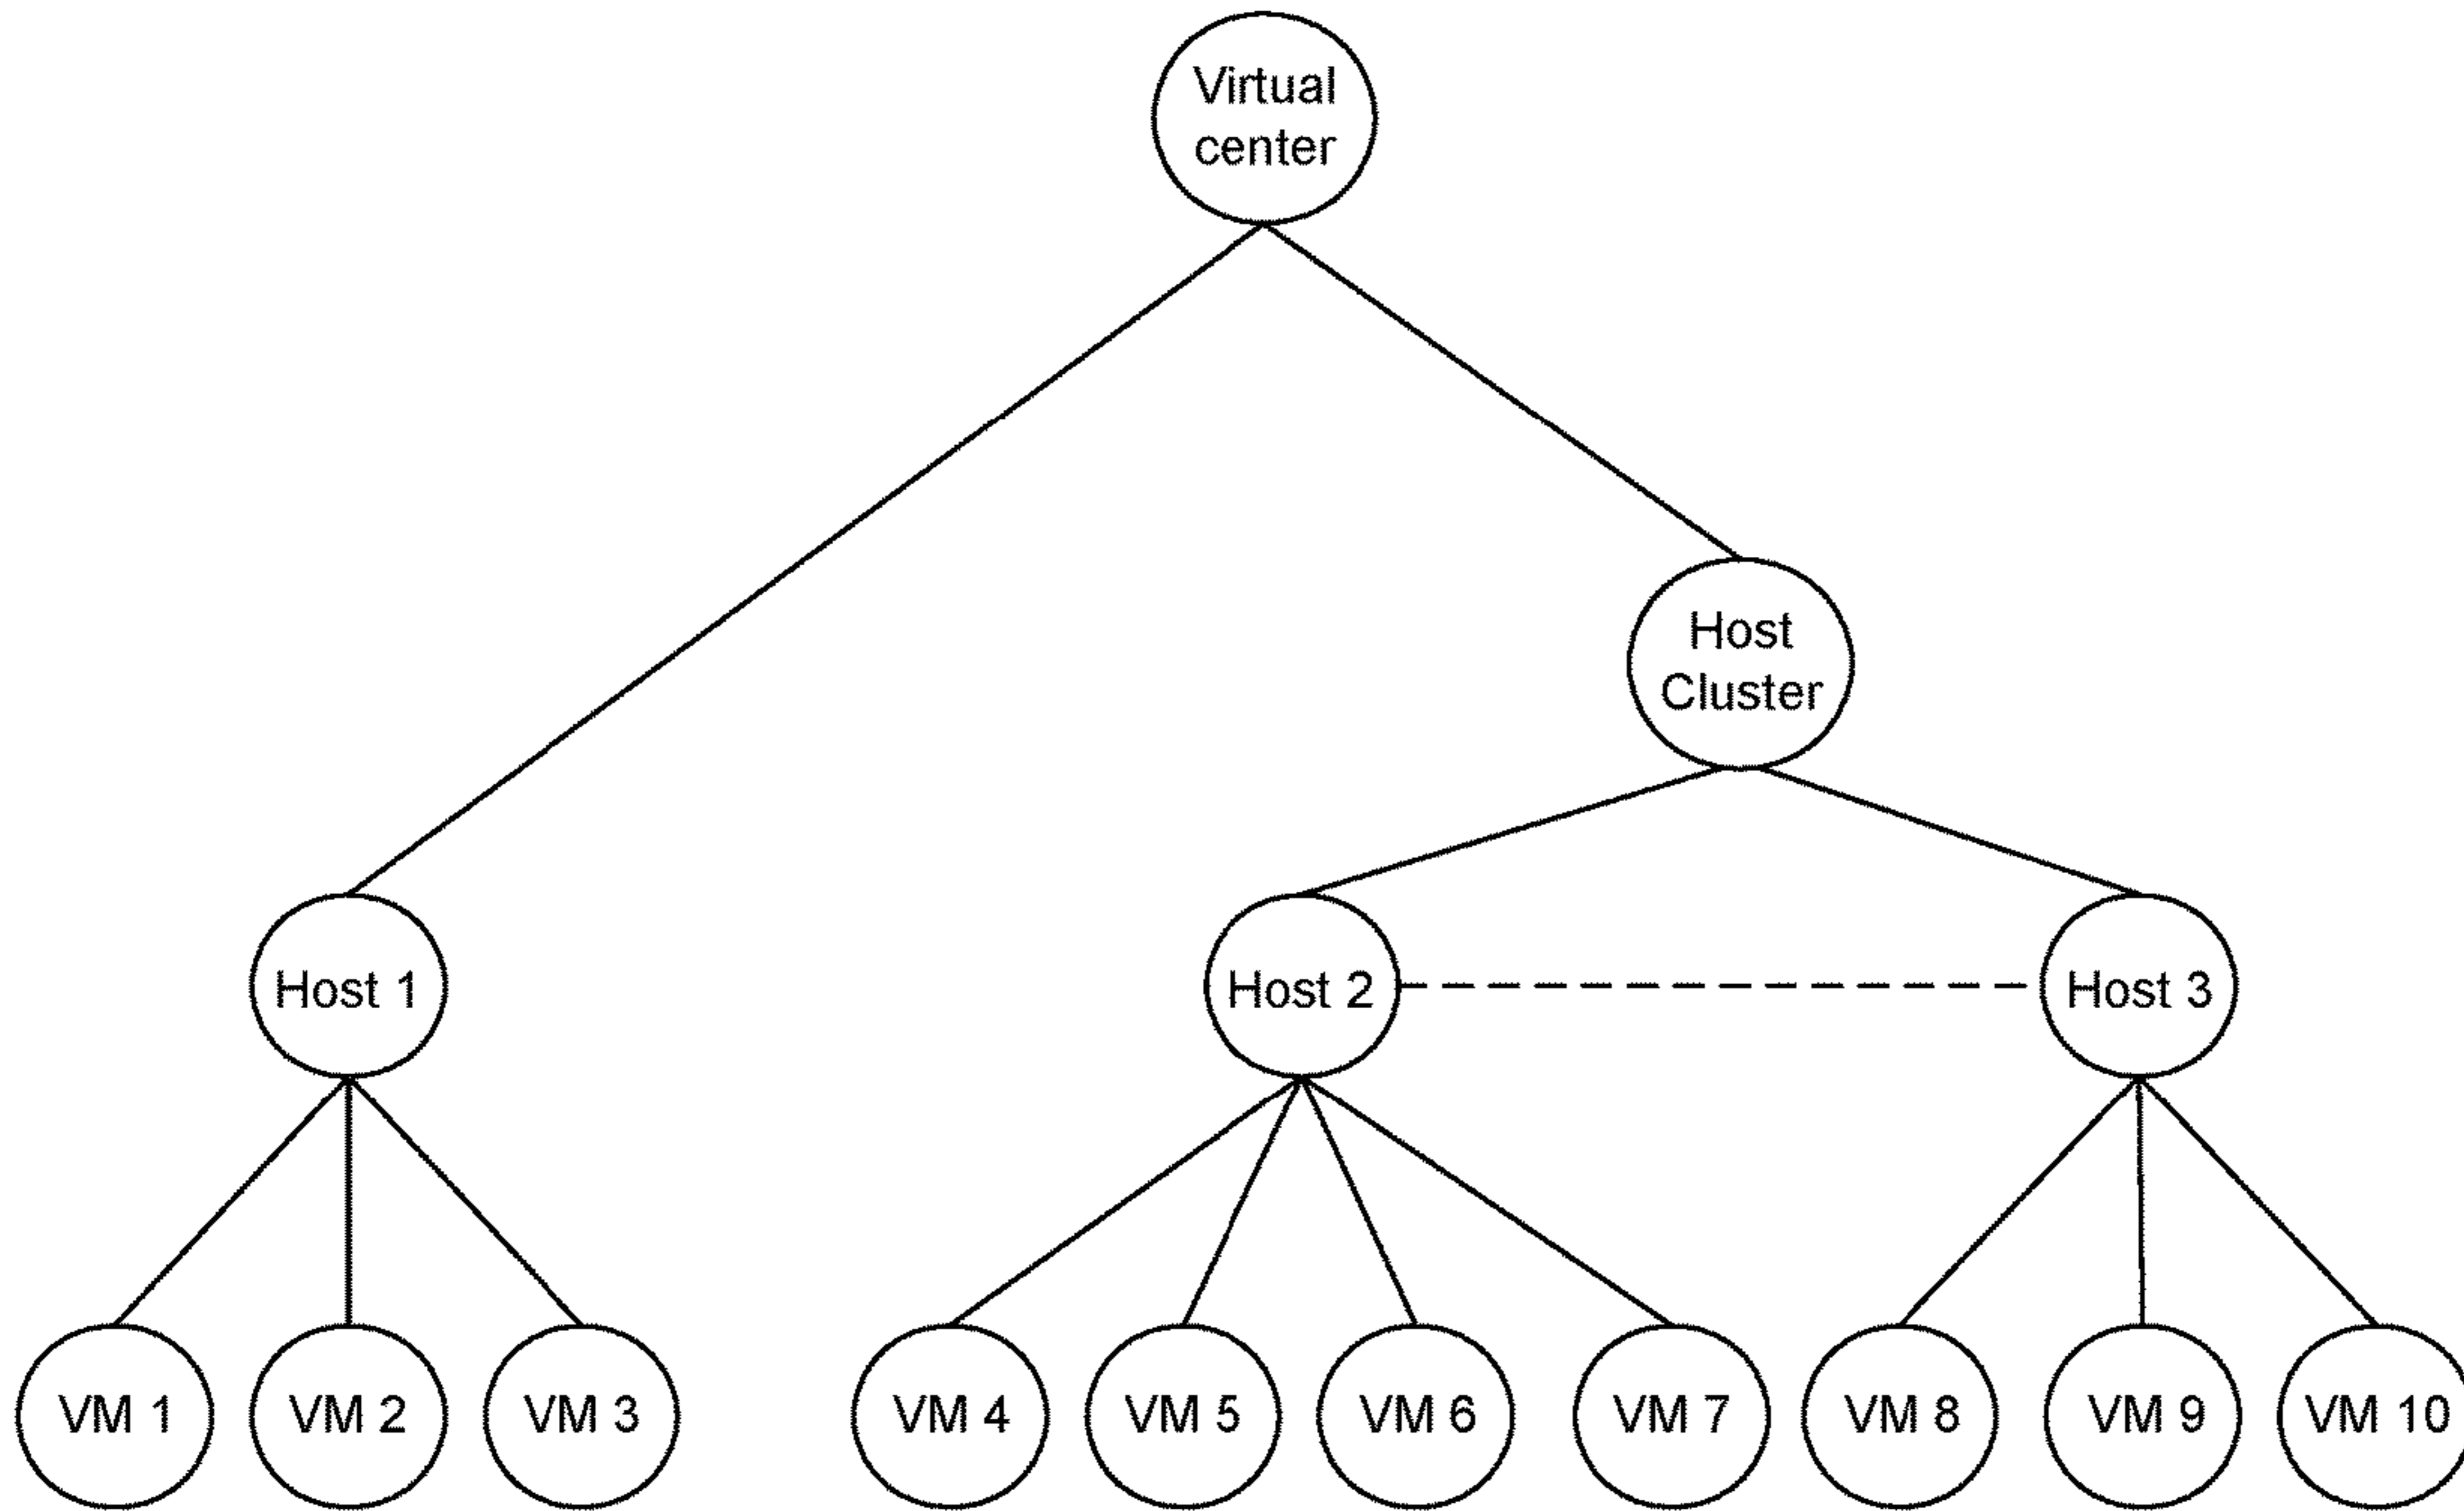 Virtual
center
Host
Cluster
Host 1
Host 2
Host 3
VM 1
VM 2
VM 3
VM 4
VM 5
VM 6
VM 7
VM 8
VM 9
VM 10